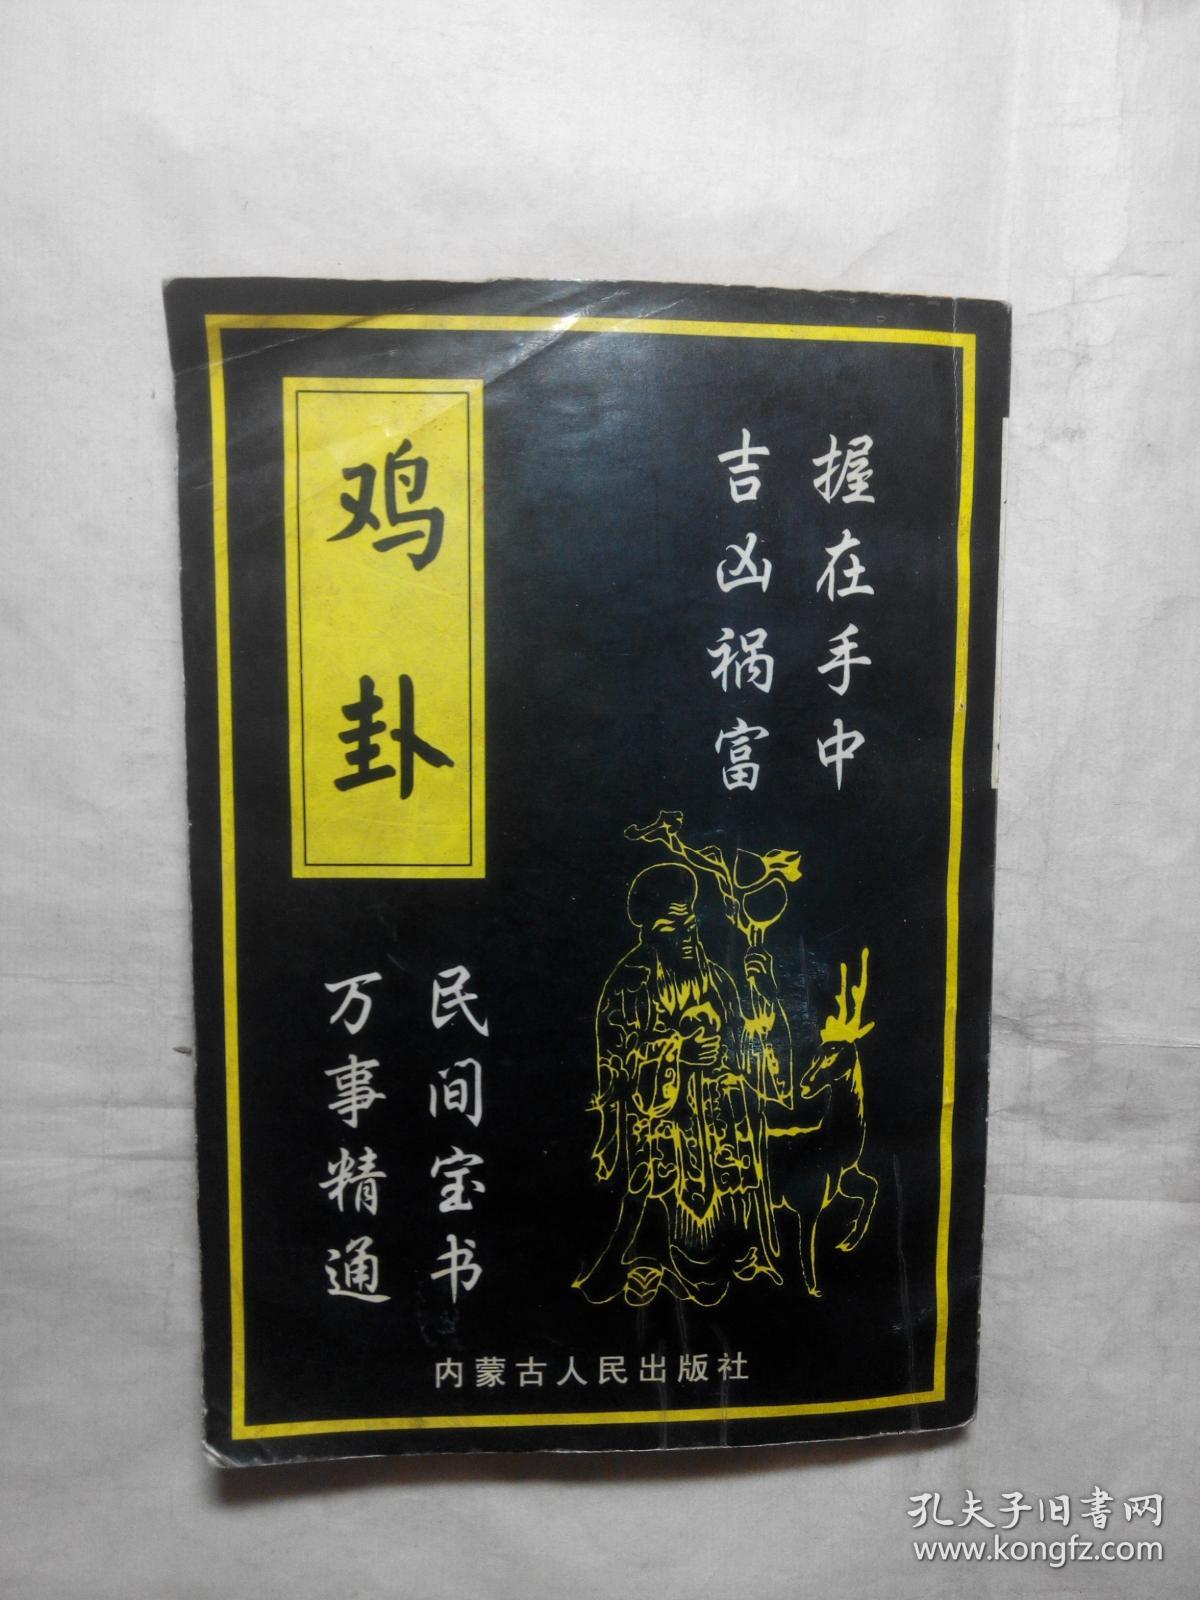 鸡卦
握在手中
吉凶祸富
民间宝书
万事精通
内蒙古人民出版社
孔夫子旧书网
www.kongfz.com